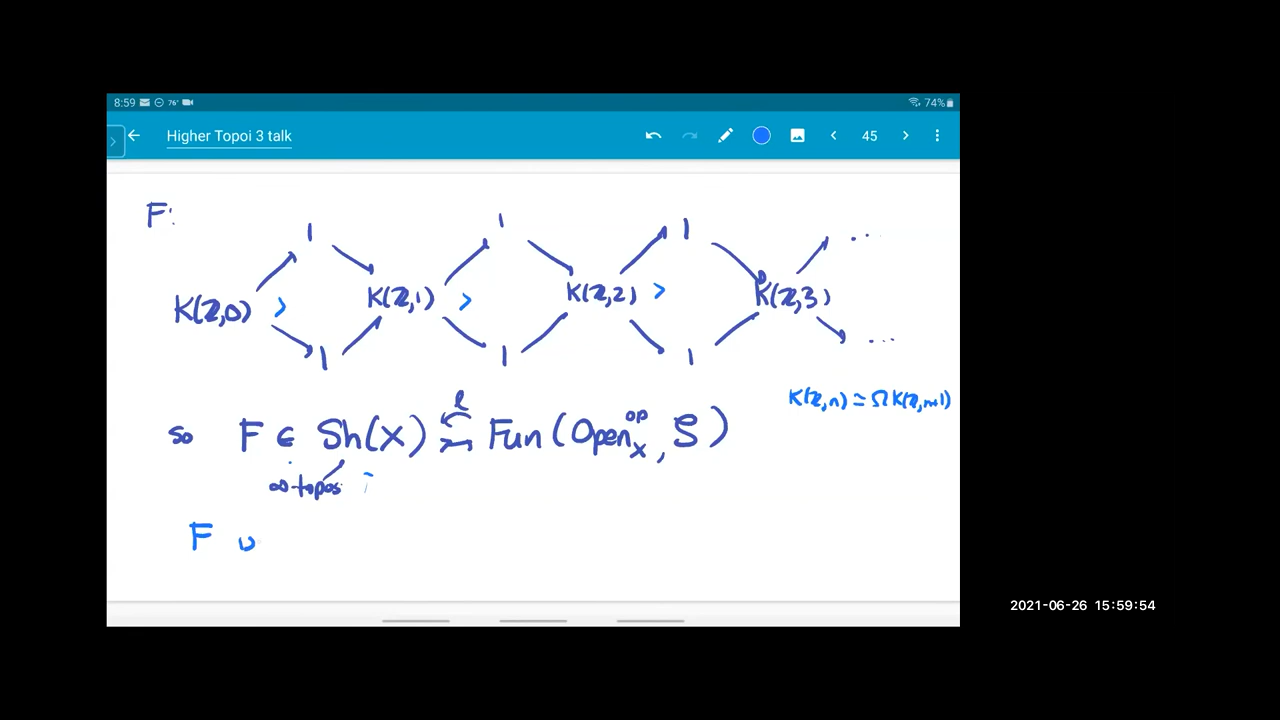 8:59 76° 74%
Higher Topoi 3 talk 45
F:
1 1 1 ...
K(ℤ,0) > K(ℤ,1) > K(ℤ,2) > K(ℤ,3)
1 1 1 ...
K(ℤ,n) ≃ ΩK(ℤ,n+1)
so F ∈ Sh(X) ℓ Fun(Open_X^op, S)
∞-topos
F
2021-06-26 15:59:54